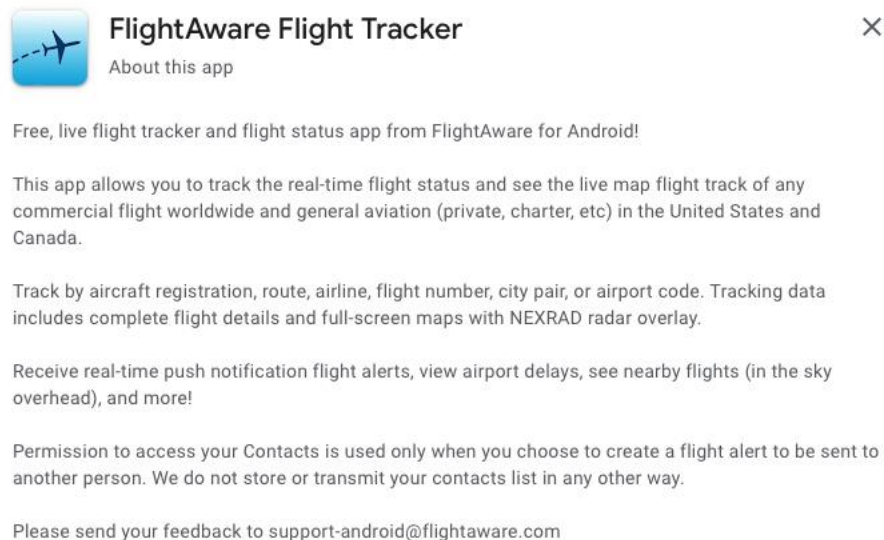 FlightAware Flight Tracker
About this app
Free, live flight tracker and flight status app from FlightAware for Android!
This app allows you to track the real-time flight status and see the live map flight track of any
commercial flight worldwide and general aviation (private, charter, etc) in the United States and
Canada.
Track by aircraft registration, route, airline, flight number, city pair, or airport code. Tracking data
includes complete flight details and full-screen maps with NEXRAD radar overlay.
Receive real-time push notification flight alerts, view airport delays, see nearby flights (in the sky
overhead), and more!
Permission to access your Contacts is used only when you choose to create a flight alert to be sent to
another person. We do not store or transmit your contacts list in any other way.
Please send your feedback to support-android@flightaware.com